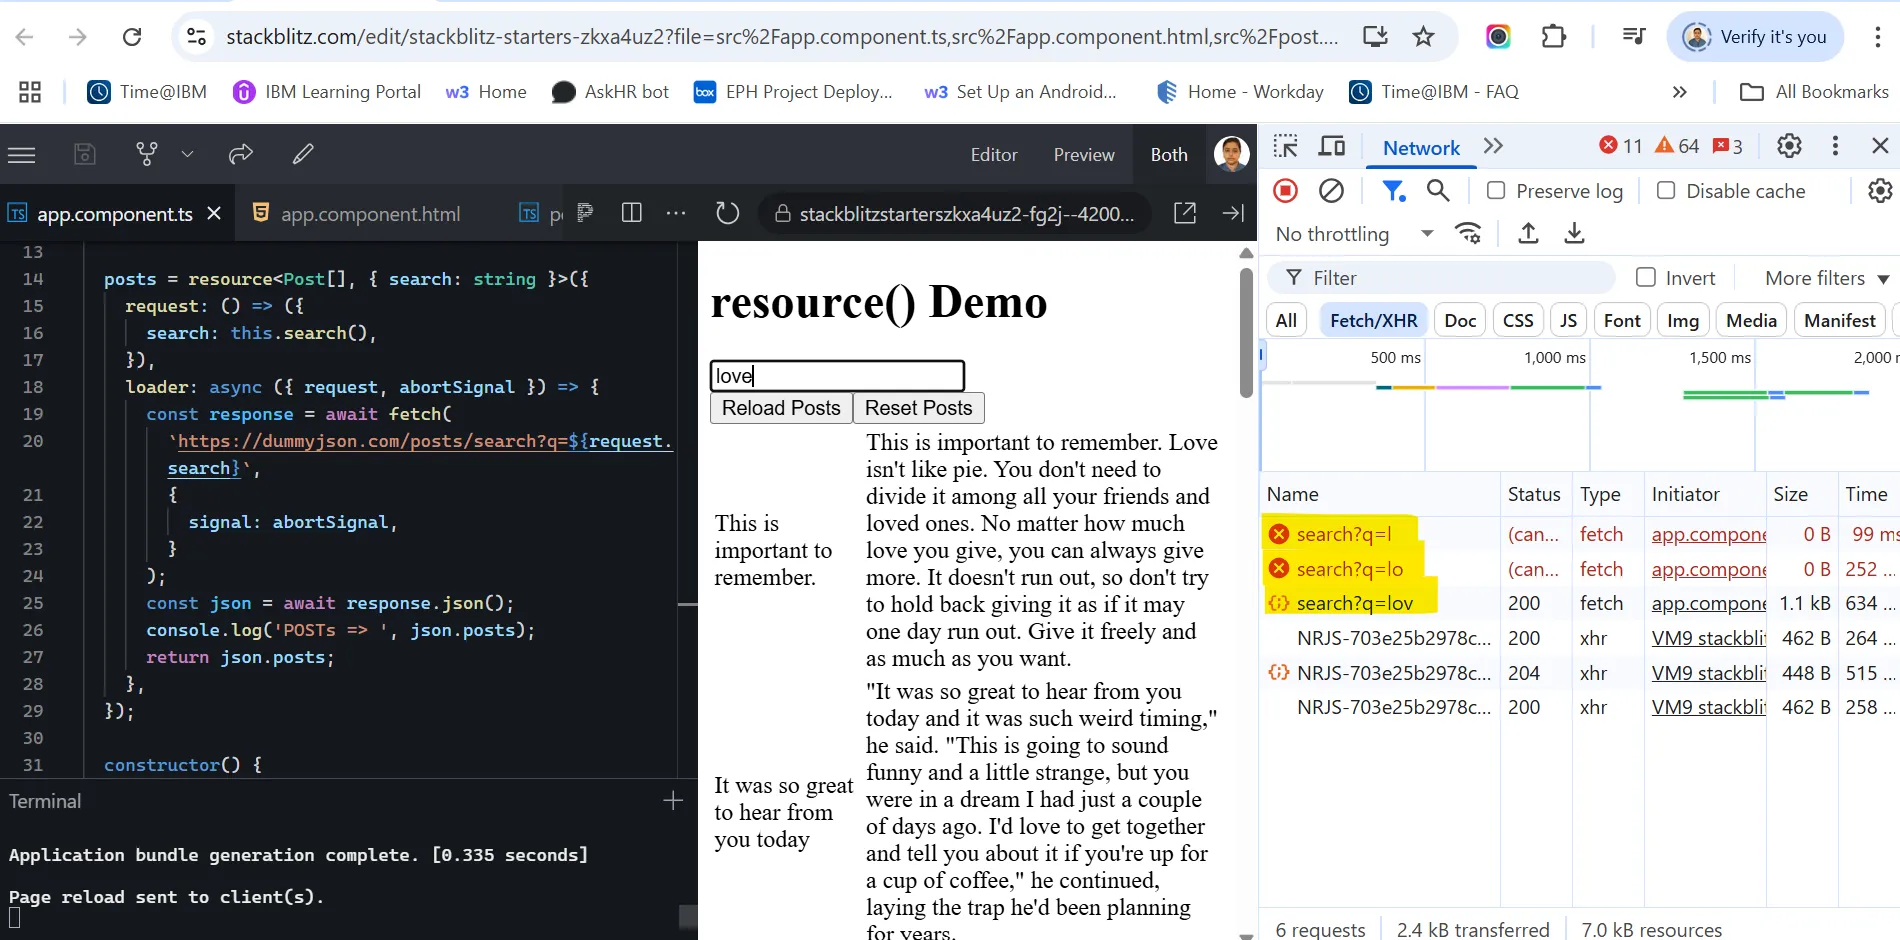 stackblitz.com/edit/stackblitz-starters-zkxa4uz2?file=src%2Fapp.component.ts,src%2Fapp.component.html,src%2Fpost....
Verify it's you
Time@IBM
IBM Learning Portal
w3 Home
AskHR bot
box EPH Project Deploy...
w3 Set Up an Android...
Home - Workday
Time@IBM - FAQ
»
All Bookmarks
Editor
Preview
Both
TS app.component.ts
5 app.component.html
TS
stackblitzstarterszkxa4uz2-fg2j--4200...
13
14 posts = resource<Post[], { search: string }>({
15 request: () => ({
16 search: this.search(),
17 }),
18 loader: async ({ request, abortSignal }) => {
19 const response = await fetch(
20 `https://dummyjson.com/posts/search?q=${request.
search}`,
21 {
22 signal: abortSignal,
23 }
24 );
25 const json = await response.json();
26 console.log('POSTs => ', json.posts);
27 return json.posts;
28 },
29 });
30
31 constructor() {
Terminal
Application bundle generation complete. [0.335 seconds]
Page reload sent to client(s).
resource() Demo
love
Reload Posts
Reset Posts
This is
important to
remember.
This is important to remember. Love
isn't like pie. You don't need to
divide it among all your friends and
loved ones. No matter how much
love you give, you can always give
more. It doesn't run out, so don't try
to hold back giving it as if it may
one day run out. Give it freely and
as much as you want.
It was so great
to hear from
you today
"It was so great to hear from you
today and it was such weird timing,"
he said. "This is going to sound
funny and a little strange, but you
were in a dream I had just a couple
of days ago. I'd love to get together
and tell you about it if you're up for
a cup of coffee," he continued,
laying the trap he'd been planning
for years.
Network
11
64
3
Preserve log
Disable cache
No throttling
Filter
Invert
More filters
All
Fetch/XHR
Doc
CSS
JS
Font
Img
Media
Manifest
500 ms
1,000 ms
1,500 ms
2,000
Name Status Type Initiator Size Time
search?q=l (can... fetch app.compone 0 B 99 ms
search?q=lo (can... fetch app.compone 0 B 252 ...
search?q=lov 200 fetch app.compone 1.1 kB 634 ...
NRJS-703e25b2978c... 200 xhr VM9 stackblit 462 B 264 ...
NRJS-703e25b2978c... 204 xhr VM9 stackblit 448 B 515 ...
NRJS-703e25b2978c... 200 xhr VM9 stackblit 462 B 258 ...
6 requests
2.4 kB transferred
7.0 kB resources